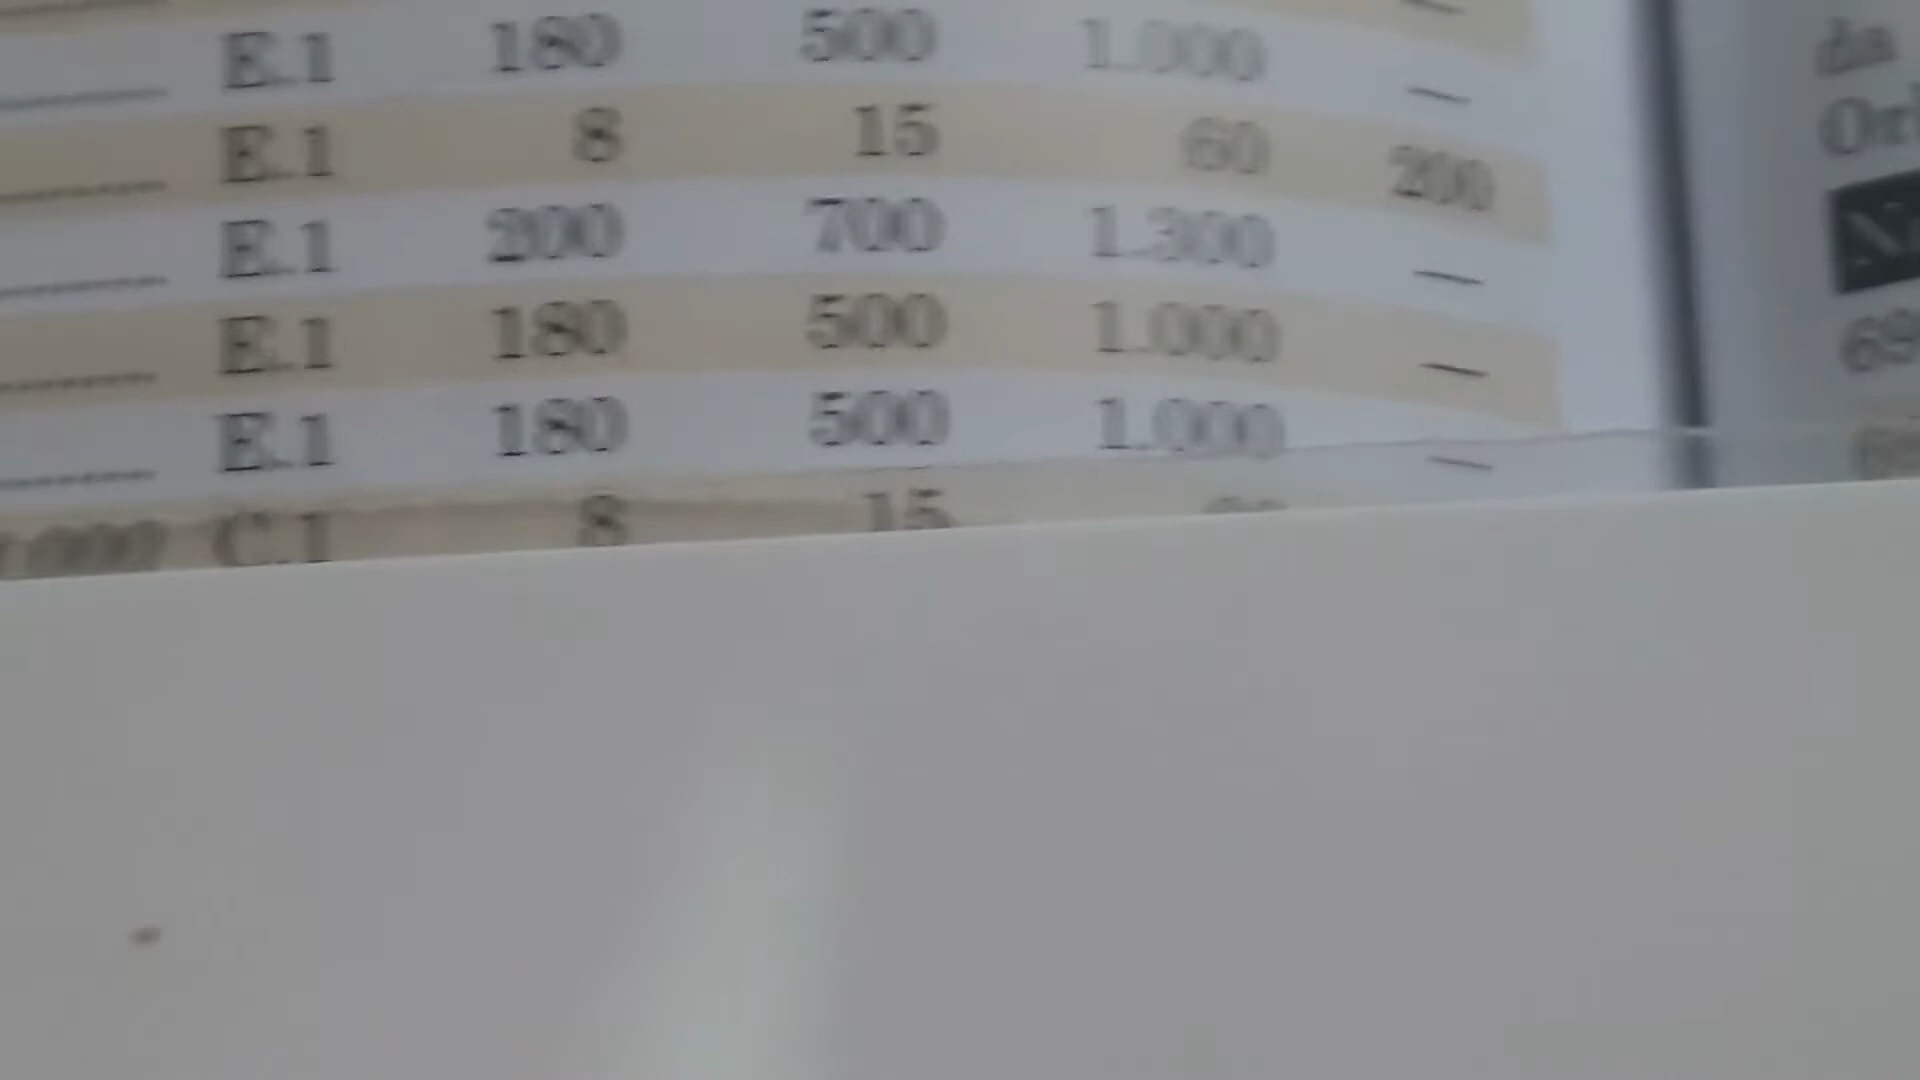 E.1 180 500 1.000 —
E.1 8 15 60 200
E.1 200 700 1.300 —
E.1 180 500 1.000 —
E.1 180 500 1.000 —
C.1 8 15